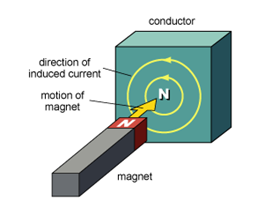 conductor
direction of
induced current
motion of
magnet
N
N
magnet